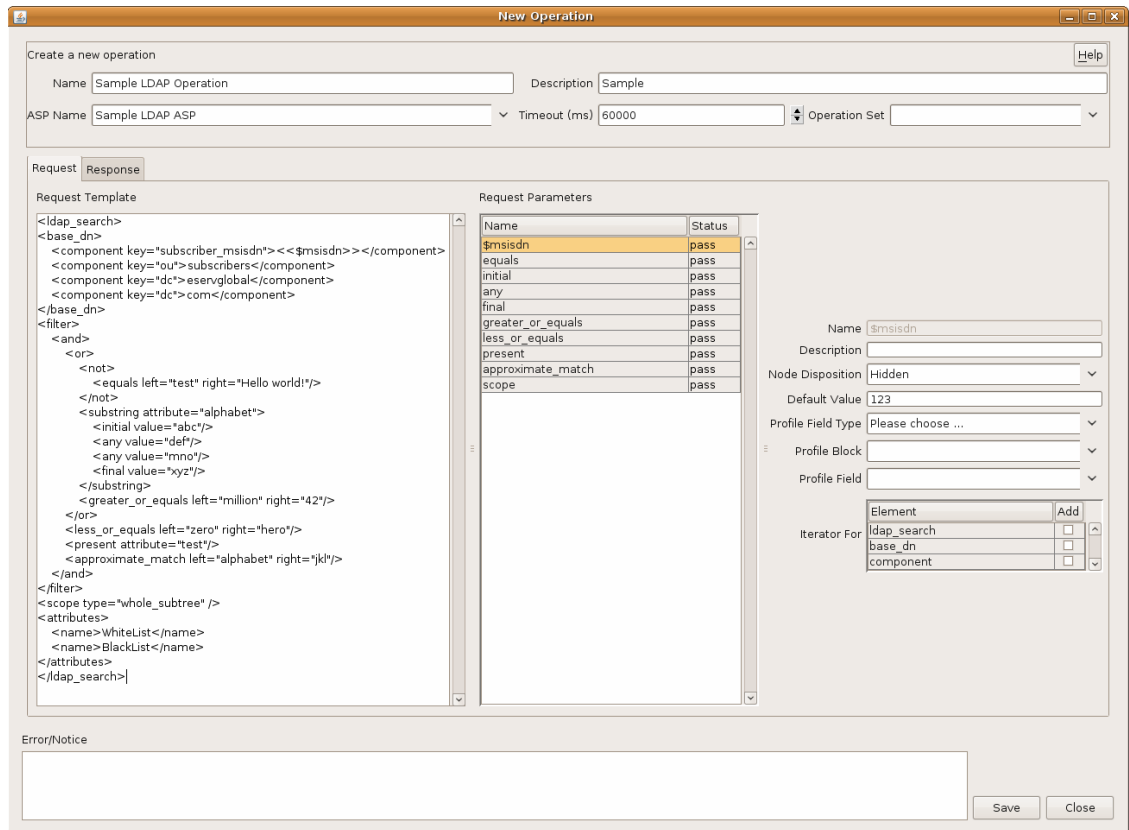 New Operation
Create a new operation
Help
Name Sample LDAP Operation Description Sample
ASP Name Sample LDAP ASP Timeout (ms) 60000 Operation Set
Request Response
Request Template
<ldap_search>
<base_dn>
<component key="subscriber_msisdn"><<$msisdn>></component>
<component key="ou">subscribers</component>
<component key="dc">eservglobal</component>
<component key="dc">com</component>
</base_dn>
<filter>
<and>
<or>
<not>
<equals left="test" right="Hello world!"/>
</not>
<substring attribute="alphabet">
<initial value="abc"/>
<any value="def"/>
<any value="mno"/>
<final value="xyz"/>
</substring>
<greater_or_equals left="million" right="42"/>
</or>
<less_or_equals left="zero" right="hero"/>
<present attribute="test"/>
<approximate_match left="alphabet" right="jkl"/>
</and>
</filter>
<scope type="whole_subtree" />
<attributes>
<name>WhiteList</name>
<name>BlackList</name>
</attributes>
</ldap_search>
Request Parameters
Name Status
$msisdn pass
equals pass
initial pass
any pass
final pass
greater_or_equals pass
less_or_equals pass
present pass
approximate_match pass
scope pass
Name $msisdn
Description
Node Disposition Hidden
Default Value 123
Profile Field Type Please choose ...
Profile Block
Profile Field
Iterator For
Element Add
ldap_search
base_dn
component
Error/Notice
Save Close